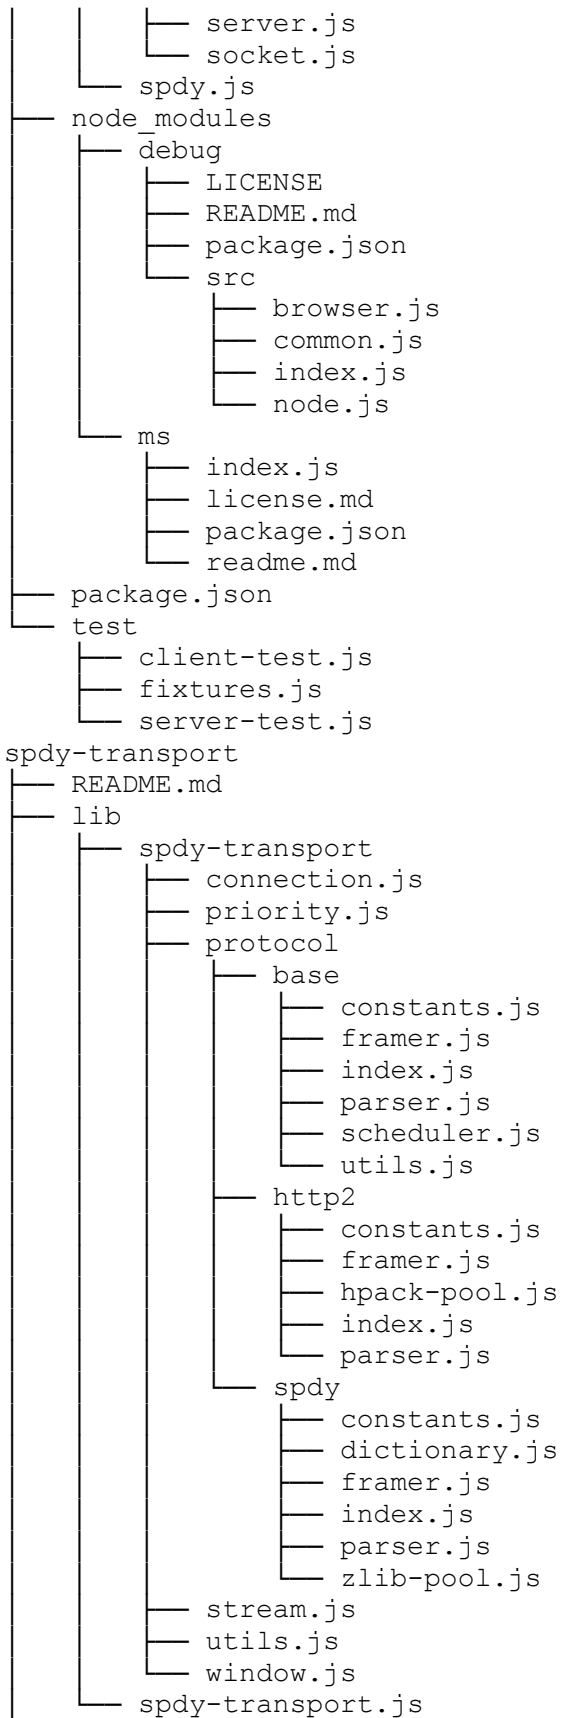 │   │   ├── server.js
│   │   └── socket.js
│   └── spdy.js
├── node_modules
│   ├── debug
│   │   ├── LICENSE
│   │   ├── README.md
│   │   ├── package.json
│   │   └── src
│   │       ├── browser.js
│   │       ├── common.js
│   │       ├── index.js
│   │       └── node.js
│   └── ms
│       ├── index.js
│       ├── license.md
│       ├── package.json
│       └── readme.md
├── package.json
└── test
    ├── client-test.js
    ├── fixtures.js
    └── server-test.js
spdy-transport
├── README.md
├── lib
│   ├── spdy-transport
│   │   ├── connection.js
│   │   ├── priority.js
│   │   ├── protocol
│   │   │   ├── base
│   │   │   │   ├── constants.js
│   │   │   │   ├── framer.js
│   │   │   │   ├── index.js
│   │   │   │   ├── parser.js
│   │   │   │   ├── scheduler.js
│   │   │   │   └── utils.js
│   │   │   ├── http2
│   │   │   │   ├── constants.js
│   │   │   │   ├── framer.js
│   │   │   │   ├── hpack-pool.js
│   │   │   │   ├── index.js
│   │   │   │   └── parser.js
│   │   │   └── spdy
│   │   │       ├── constants.js
│   │   │       ├── dictionary.js
│   │   │       ├── framer.js
│   │   │       ├── index.js
│   │   │       ├── parser.js
│   │   │       └── zlib-pool.js
│   │   ├── stream.js
│   │   ├── utils.js
│   │   └── window.js
│   └── spdy-transport.js